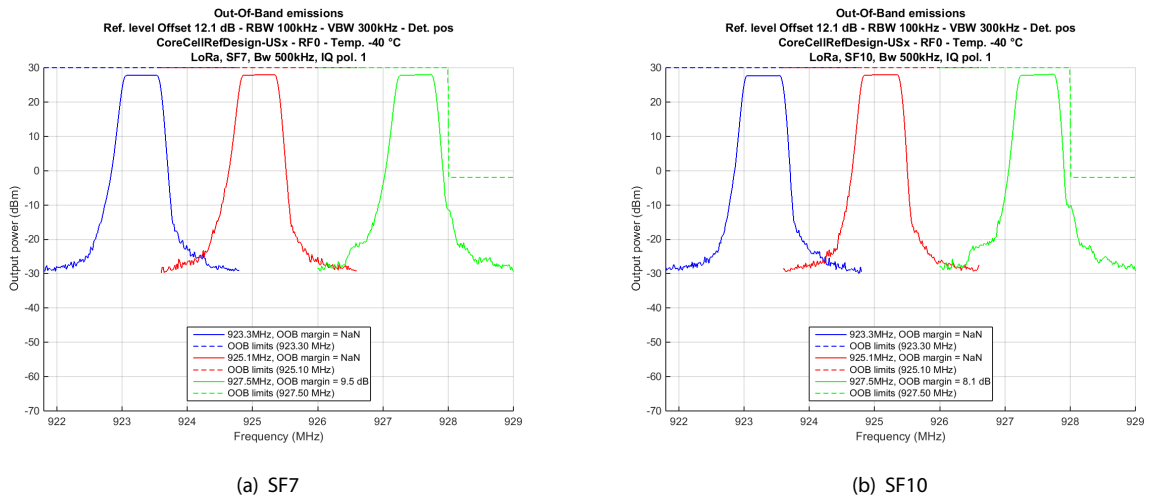 Out-Of-Band emissions
Ref. level Offset 12.1 dB - RBW 100kHz - VBW 300kHz - Det. pos
CoreCellRefDesign-USx - RF0 - Temp. -40 °C
LoRa, SF7, Bw 500kHz, IQ pol. 1
30
20
10
0
-10
-20
-30
-40
-50
-60
-70
Output power (dBm)
923.3MHz, OOB margin = NaN
OOB limits (923.30 MHz)
925.1MHz, OOB margin = NaN
OOB limits (925.10 MHz)
927.5MHz, OOB margin = 9.5 dB
OOB limits (927.50 MHz)
922 923 924 925 926 927 928 929
Frequency (MHz)
(a) SF7
Out-Of-Band emissions
Ref. level Offset 12.1 dB - RBW 100kHz - VBW 300kHz - Det. pos
CoreCellRefDesign-USx - RF0 - Temp. -40 °C
LoRa, SF10, Bw 500kHz, IQ pol. 1
30
20
10
0
-10
-20
-30
-40
-50
-60
-70
Output power (dBm)
923.3MHz, OOB margin = NaN
OOB limits (923.30 MHz)
925.1MHz, OOB margin = NaN
OOB limits (925.10 MHz)
927.5MHz, OOB margin = 8.1 dB
OOB limits (927.50 MHz)
922 923 924 925 926 927 928 929
Frequency (MHz)
(b) SF10